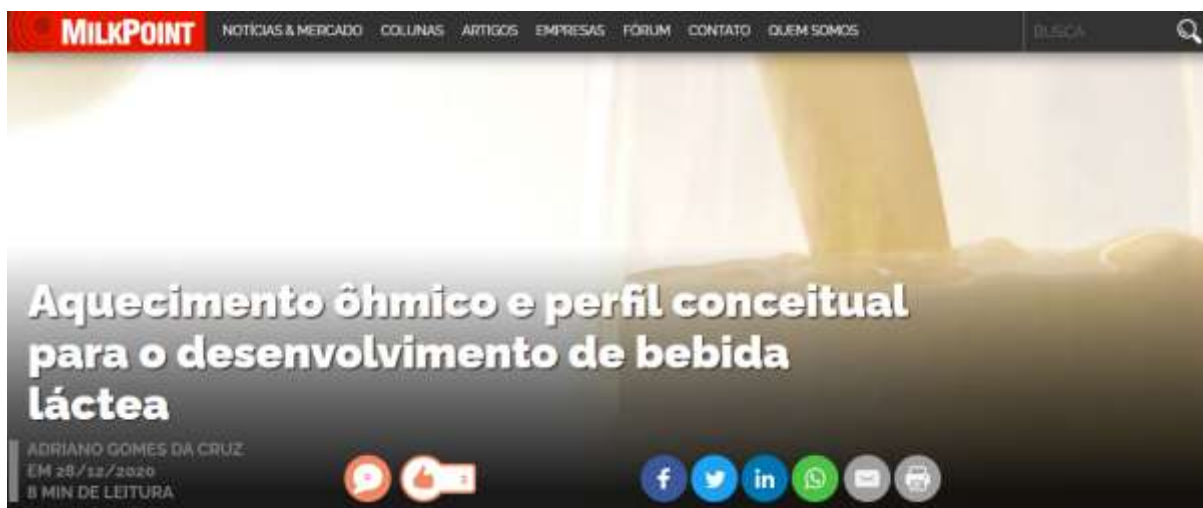 MILKPOINT NOTÍCIAS & MERCADO COLUNAS ARTIGOS EMPRESAS FÓRUM CONTATO QUEM SOMOS BUSCA
Aquecimento ôhmico e perfil conceitual
para o desenvolvimento de bebida
láctea
ADRIANO GOMES DA CRUZ
EM 28/12/2020
8 MIN DE LEITURA